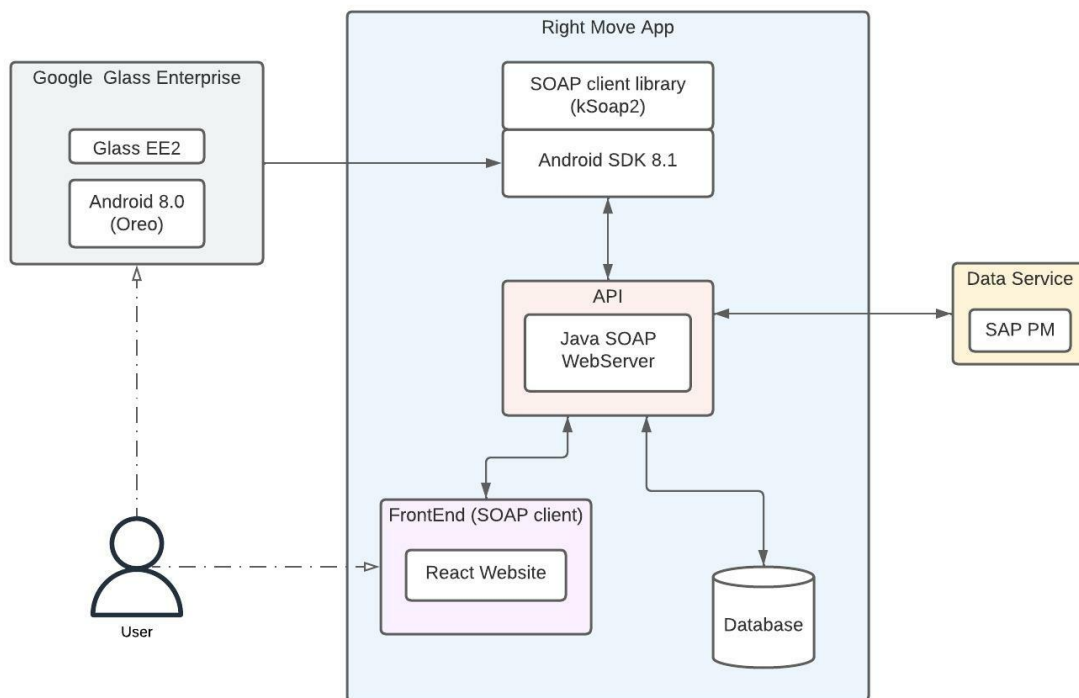 Right Move App
Google  Glass Enterprise
Glass EE2
Android 8.0
(Oreo)
SOAP client library
(kSoap2)
Android SDK 8.1
API
Java SOAP
WebServer
Data Service
SAP PM
FrontEnd (SOAP client)
React Website
Database
User